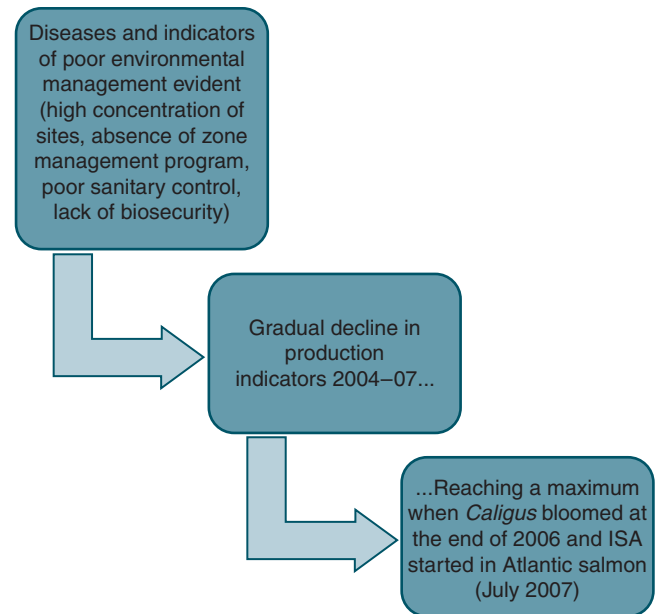 Diseases and indicators
of poor environmental
management evident
(high concentration of
sites, absence of zone
management program,
poor sanitary control,
lack of biosecurity)
Gradual decline in
production
indicators 2004–07...
...Reaching a maximum
when Caligus bloomed at
the end of 2006 and ISA
started in Atlantic salmon
(July 2007)